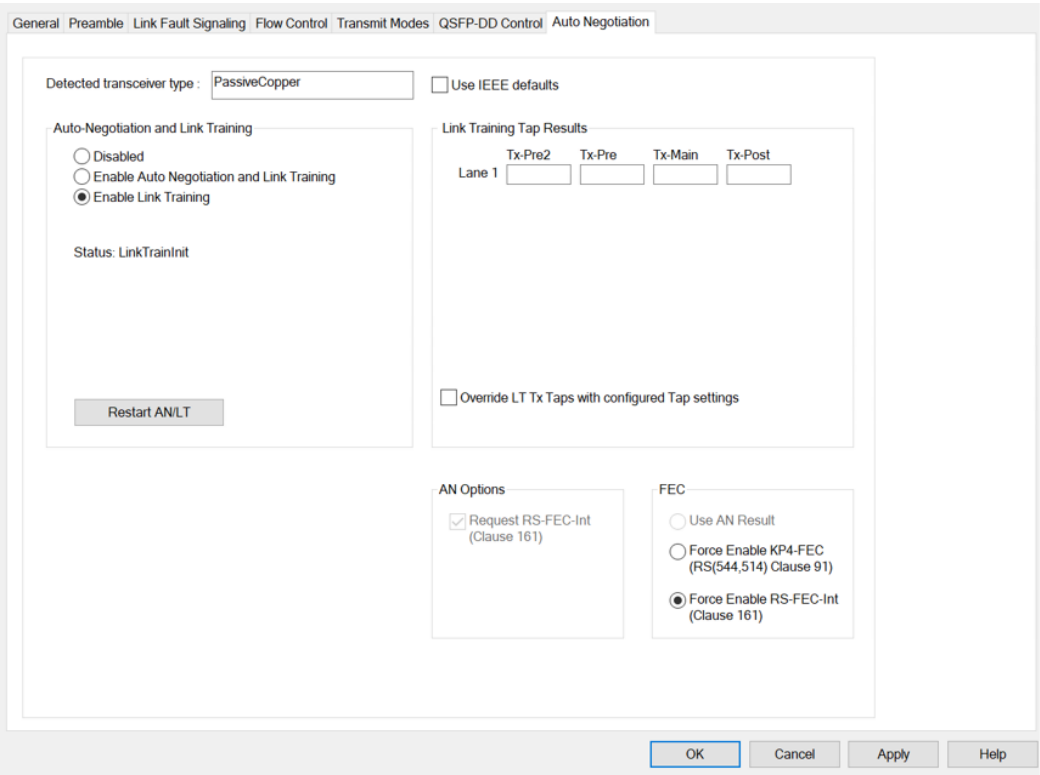 General Preamble Link Fault Signaling Flow Control Transmit Modes QSFP-DD Control Auto Negotiation
Detected transceiver type : PassiveCopper
Use IEEE defaults
Auto-Negotiation and Link Training
Disabled
Enable Auto Negotiation and Link Training
Enable Link Training
Status: LinkTrainInit
Restart AN/LT
Link Training Tap Results
Tx-Pre2 Tx-Pre Tx-Main Tx-Post
Lane 1
Override LT Tx Taps with configured Tap settings
AN Options
Request RS-FEC-Int
(Clause 161)
FEC
Use AN Result
Force Enable KP4-FEC
(RS(544,514) Clause 91)
Force Enable RS-FEC-Int
(Clause 161)
OK Cancel Apply Help